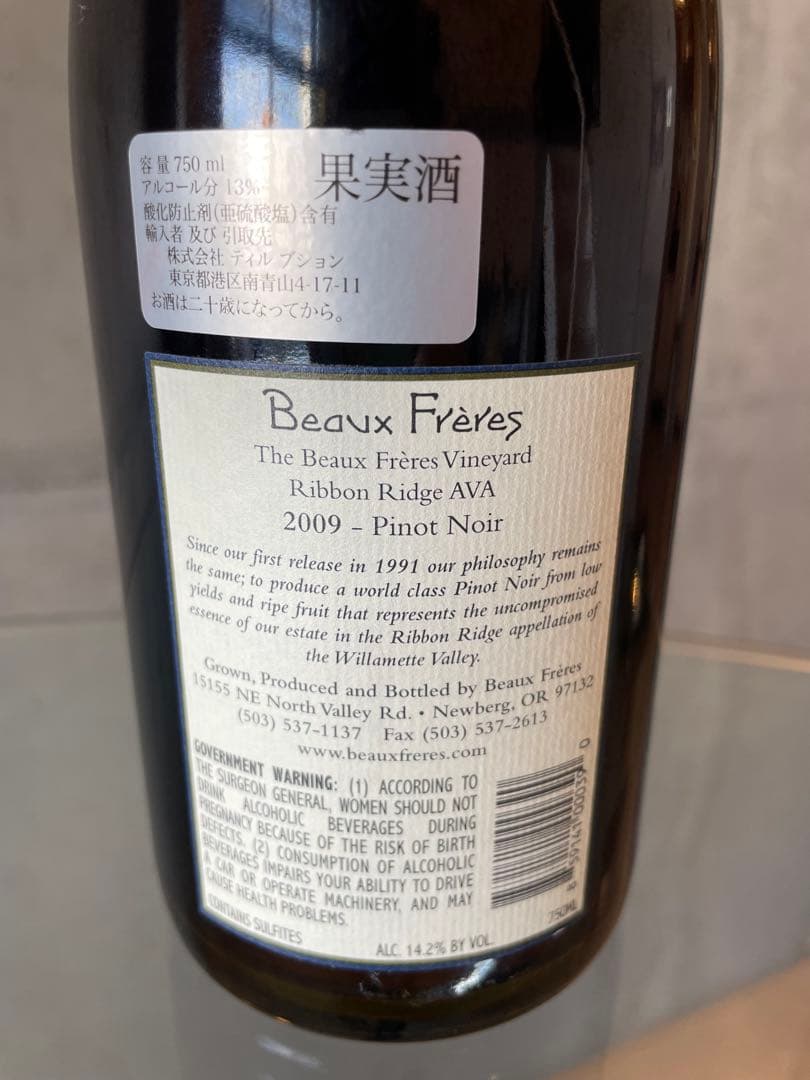 容量 750 ml
果実酒
アルコール分 13%
酸化防止剤(亜硫酸塩)含有
輸入者 及び 引取先
株式会社 ティル プション
東京都港区南青山4-17-11
お酒は二十歳になってから。
Beaux Frères
The Beaux Frères Vineyard
Ribbon Ridge AVA
2009 - Pinot Noir
Since our first release in 1991 our philosophy remains
the same; to produce a world class Pinot Noir from low
yields and ripe fruit that represents the uncompromised
essence of our estate in the Ribbon Ridge appellation of
the Willamette Valley.
Grown, Produced and Bottled by Beaux Frères
15155 NE North Valley Rd. • Newberg, OR 97132
(503) 537-1137 Fax (503) 537-2613
www.beauxfreres.com
GOVERNMENT WARNING: (1) ACCORDING TO
THE SURGEON GENERAL, WOMEN SHOULD NOT
DRINK ALCOHOLIC BEVERAGES DURING
PREGNANCY BECAUSE OF THE RISK OF BIRTH
DEFECTS. (2) CONSUMPTION OF ALCOHOLIC
BEVERAGES IMPAIRS YOUR ABILITY TO DRIVE
A CAR OR OPERATE MACHINERY, AND MAY
CAUSE HEALTH PROBLEMS.
CONTAINS SULFITES
ALC. 14.2% BY VOL.
750ML